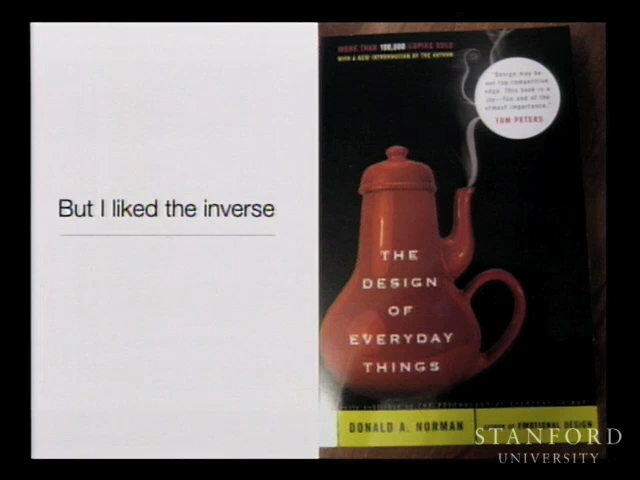 But I liked the inverse
MORE THAN 100,000 COPIES SOLD
WITH A NEW INTRODUCTION BY THE AUTHOR
"Design may be
our top competitive
edge. This book is a
joy—fun and of the
utmost importance."
TOM PETERS
THE
DESIGN
OF
EVERYDAY
THINGS
DONALD A. NORMAN
AUTHOR OF EMOTIONAL DESIGN
STANFORD
UNIVERSITY